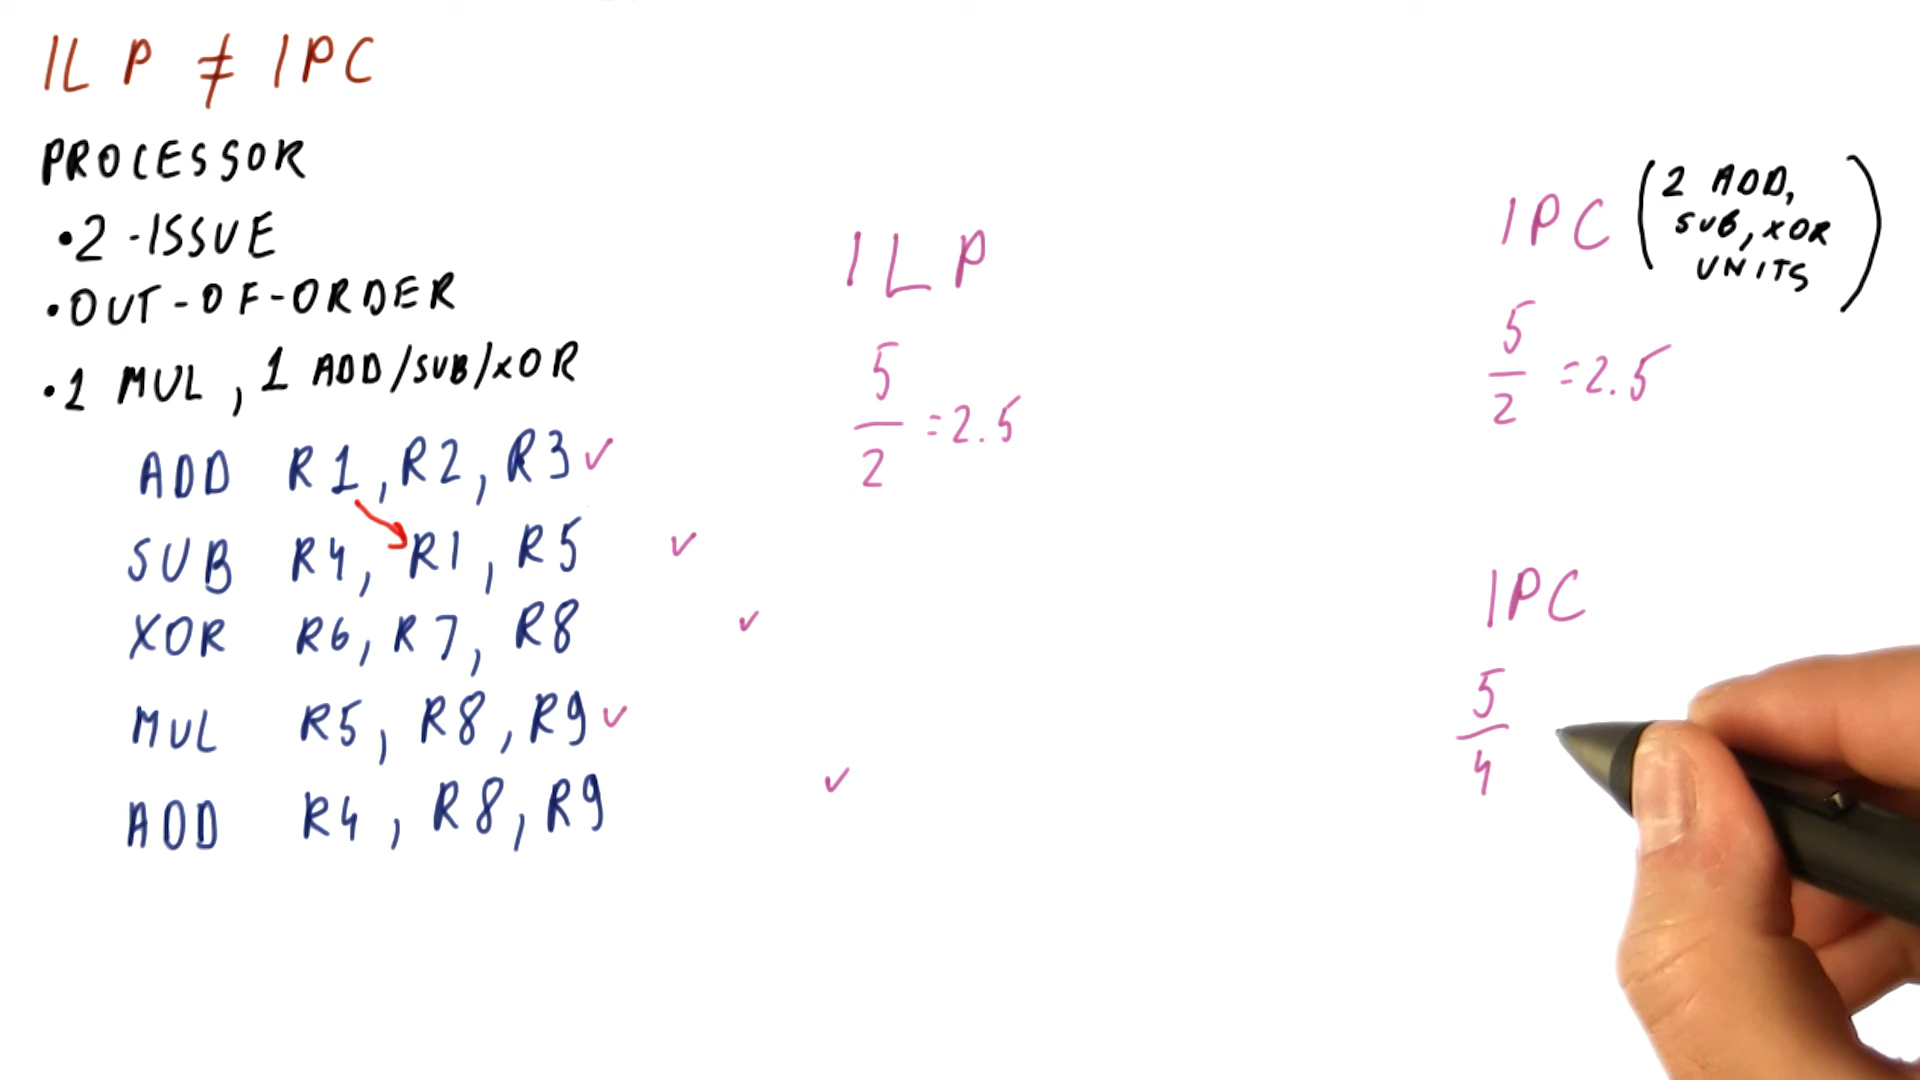 ILP ≠ IPC
PROCESSOR
• 2-ISSUE
• OUT-OF-ORDER
• 1 MUL, 1 ADD/SUB/XOR
ADD R1, R2, R3 ✓
SUB R4, R1, R5 ✓
XOR R6, R7, R8 ✓
MUL R5, R8, R9 ✓
ADD R4, R8, R9 ✓
ILP
5
2
=2.5
IPC (2 ADD,
SUB, XOR
UNITS)
5
2
=2.5
IPC
5
4